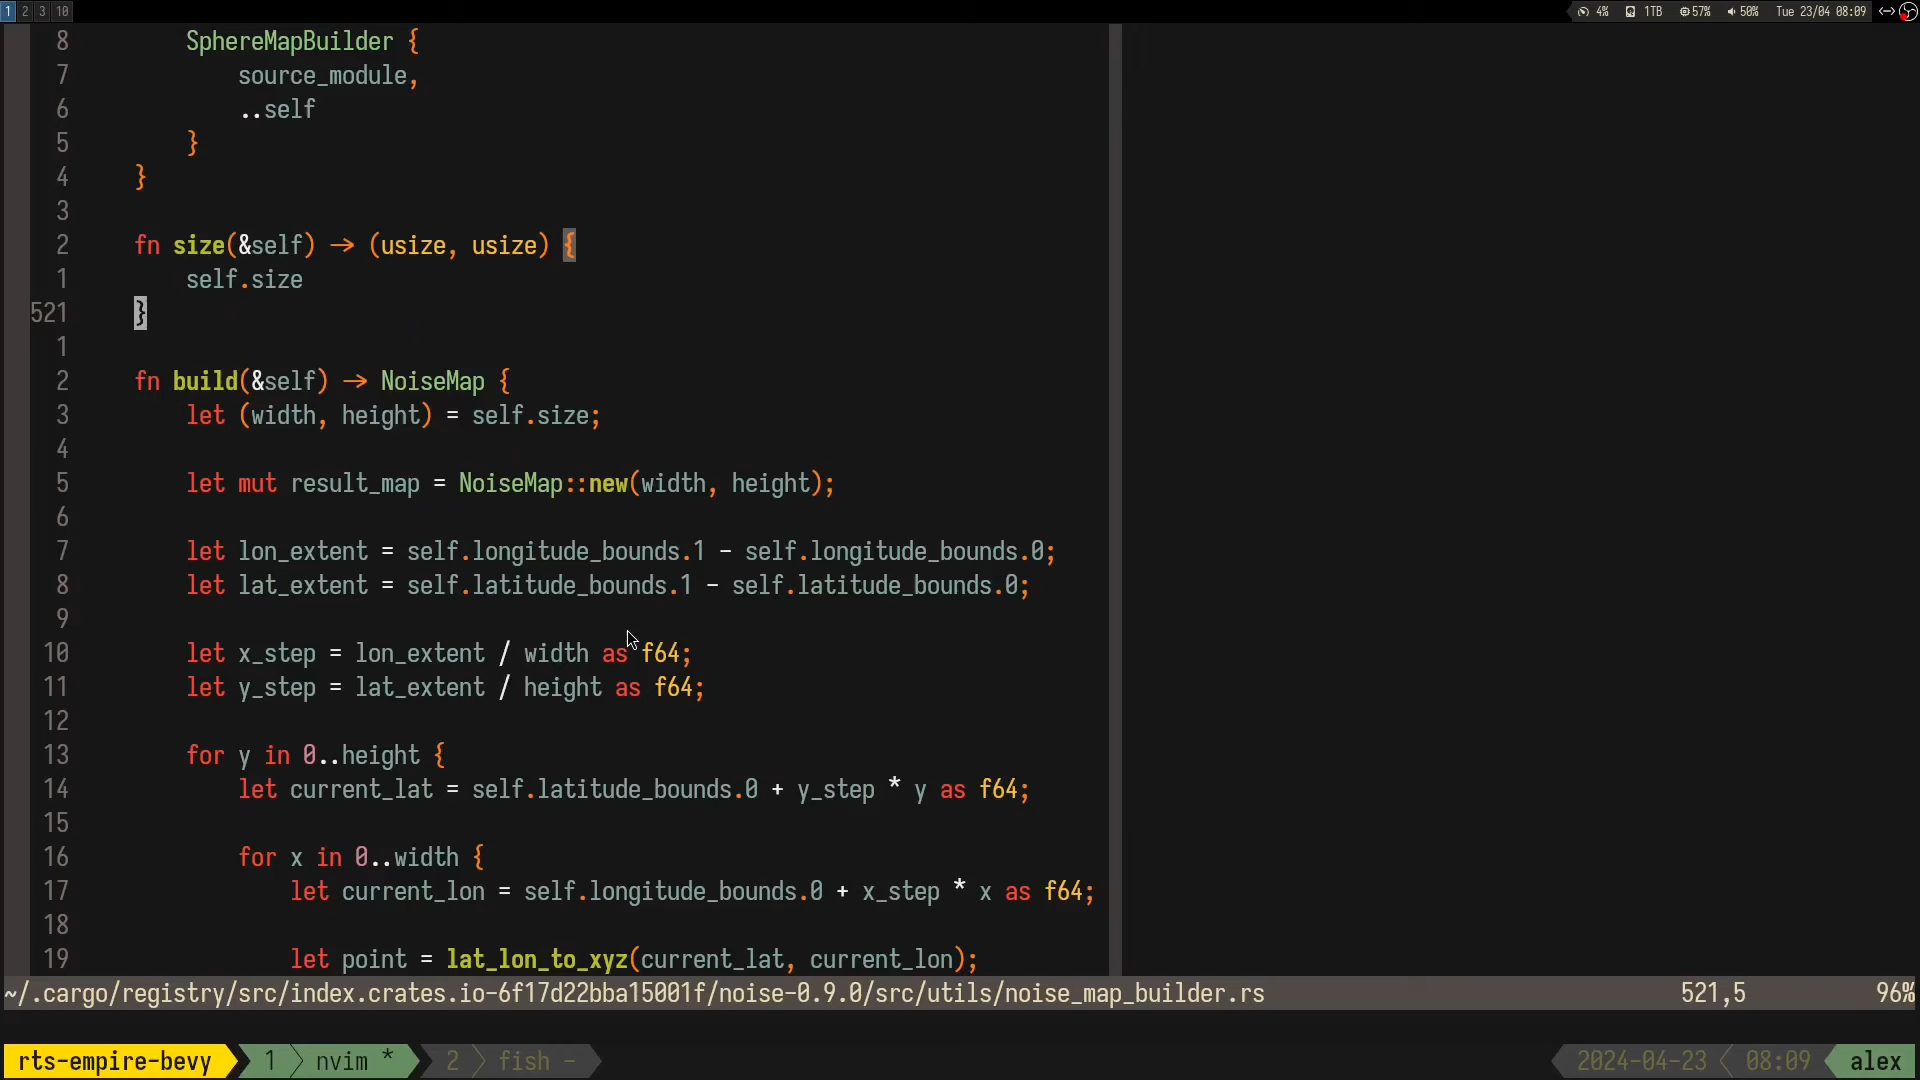 1 2 3 10 4% 1TB 57% 50% Tue 23/04 08:09
8 SphereMapBuilder {
7 source_module,
6 ..self
5 }
4 }
3
2 fn size(&self) -> (usize, usize) {
1 self.size
521 }
1
2 fn build(&self) -> NoiseMap {
3 let (width, height) = self.size;
4
5 let mut result_map = NoiseMap::new(width, height);
6
7 let lon_extent = self.longitude_bounds.1 - self.longitude_bounds.0;
8 let lat_extent = self.latitude_bounds.1 - self.latitude_bounds.0;
9
10 let x_step = lon_extent / width as f64;
11 let y_step = lat_extent / height as f64;
12
13 for y in 0..height {
14 let current_lat = self.latitude_bounds.0 + y_step * y as f64;
15
16 for x in 0..width {
17 let current_lon = self.longitude_bounds.0 + x_step * x as f64;
18
19 let point = lat_lon_to_xyz(current_lat, current_lon);
~/.cargo/registry/src/index.crates.io-6f17d22bba15001f/noise-0.9.0/src/utils/noise_map_builder.rs 521,5 96%
rts-empire-bevy 1 nvim * 2 fish - 2024-04-23 08:09 alex